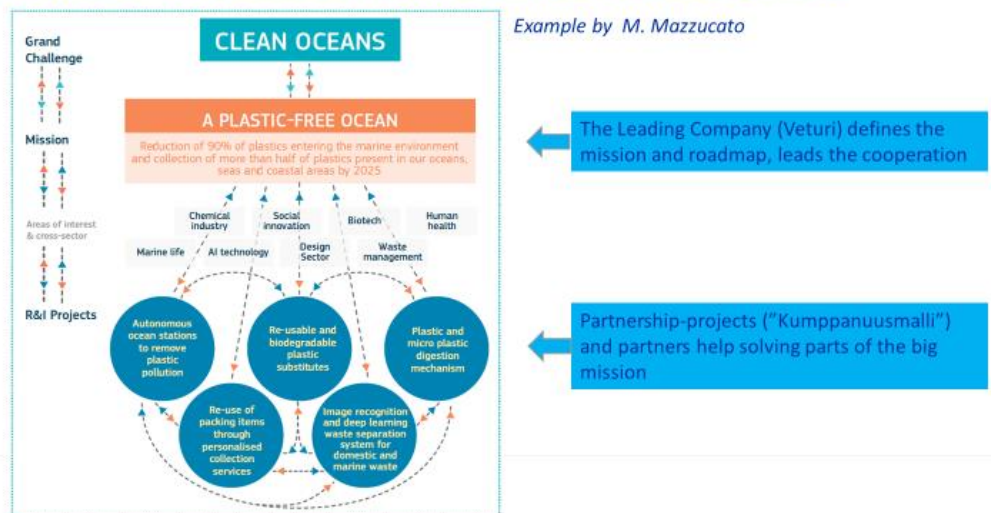 Example by M. Mazzucato
Grand
Challenge
CLEAN OCEANS
Mission
A PLASTIC-FREE OCEAN
Reduction of 90% of plastics entering the marine environment
and collection of more than half of plastics present in our oceans,
seas and coastal areas by 2025
The Leading Company (Veturi) defines the
mission and roadmap, leads the cooperation
Areas of interest
& cross-sector
Chemical
industry
Social
innovation
Biotech
Human
health
Marine life
AI technology
Design
Sector
Waste
management
R&I Projects
Autonomous
ocean stations
to remove
plastic
pollution
Re-usable and
biodegradable
plastic
substitutes
Plastic and
micro plastic
digestion
mechanism
Re-use of
packing items
through
personalised
collection
services
Image recognition
and deep learning
waste separation
system for
domestic and
marine waste
Partnership-projects (”Kumppanuusmalli”)
and partners help solving parts of the big
mission